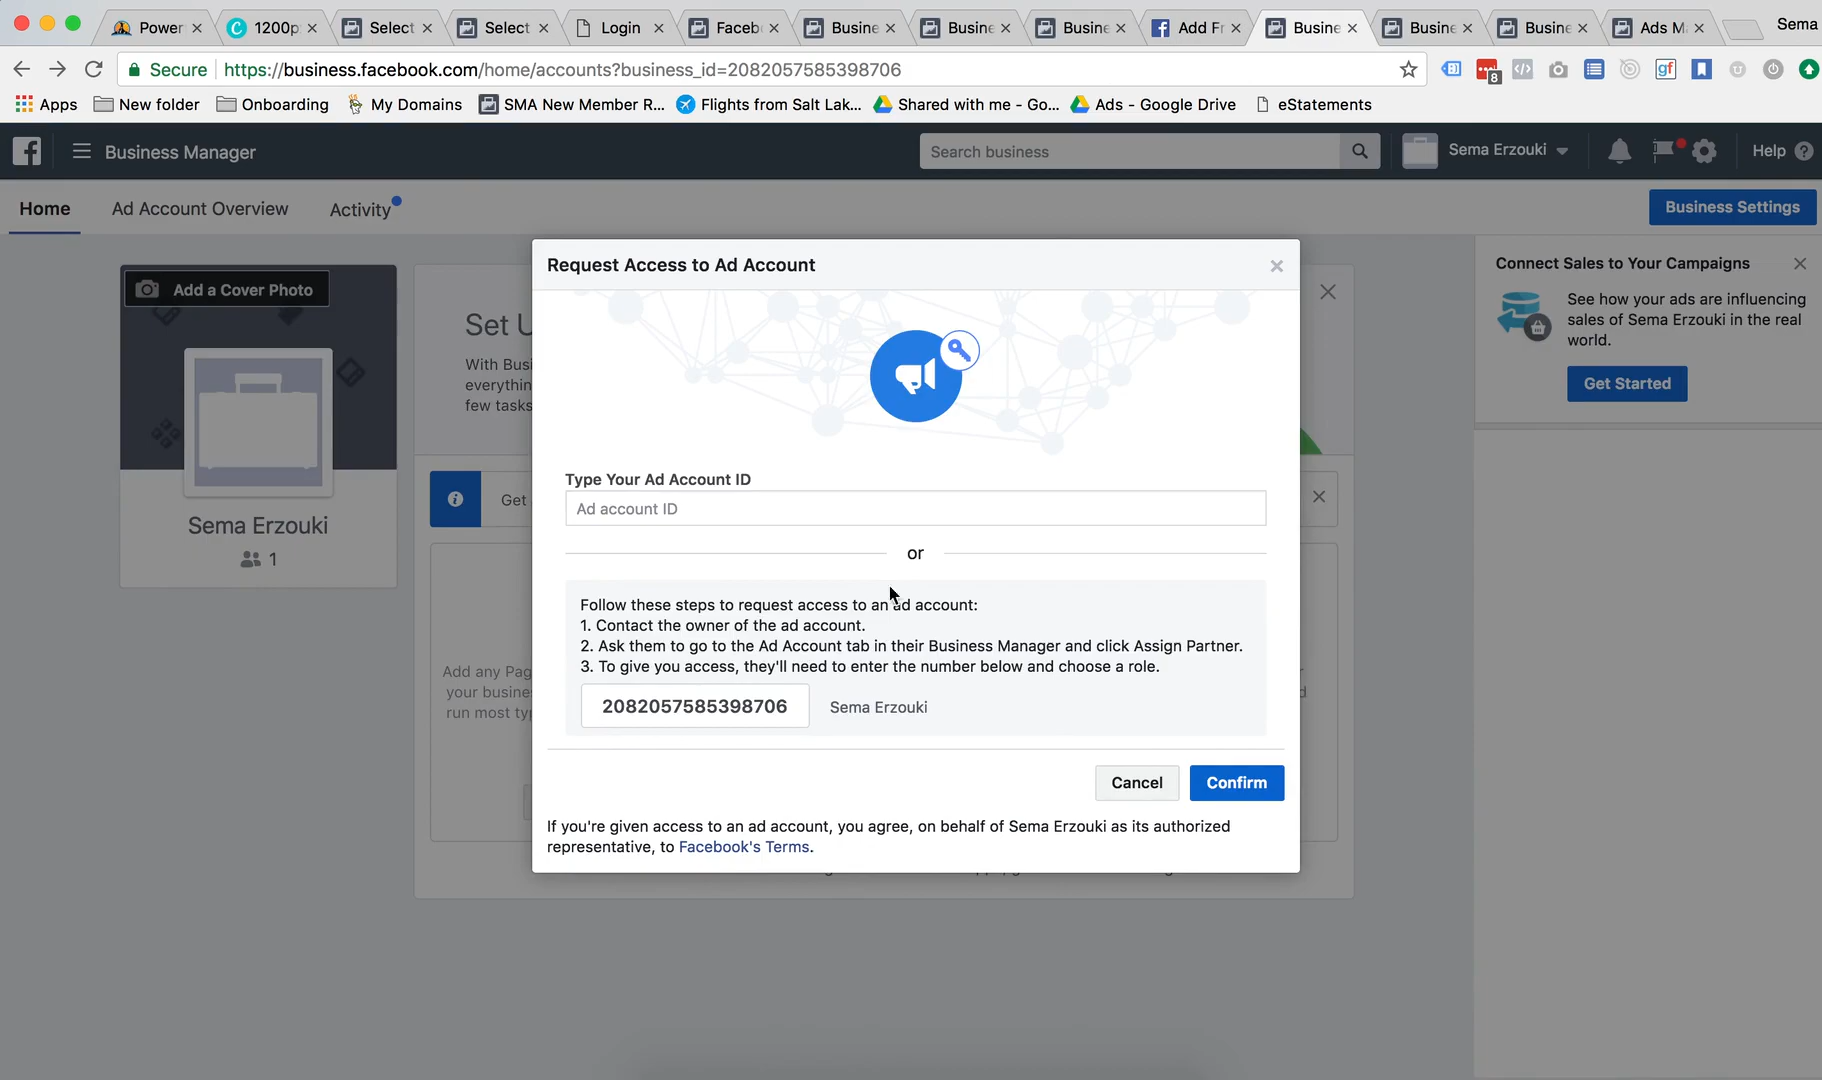 Power
1200p
Select
Select
Login
Faceb
Busine
Busine
Busine
Add Fr
Busine
Busine
Busine
Ads M
Sema
Secure
https://business.facebook.com/home/accounts?business_id=2082057585398706
8
gf
Apps
New folder
Onboarding
My Domains
SMA New Member R...
Flights from Salt Lak...
Shared with me - Go...
Ads - Google Drive
eStatements
Business Manager
Search business
Sema Erzouki
Help
Home
Ad Account Overview
Activity
Business Settings
Add a Cover Photo
Sema Erzouki
1
Set U
With Busi
everythin
few tasks
Get
Add any Pag
your busine
run most ty
Request Access to Ad Account
Type Your Ad Account ID
Ad account ID
or
Follow these steps to request access to an ad account:
1. Contact the owner of the ad account.
2. Ask them to go to the Ad Account tab in their Business Manager and click Assign Partner.
3. To give you access, they'll need to enter the number below and choose a role.
2082057585398706
Sema Erzouki
Cancel
Confirm
If you're given access to an ad account, you agree, on behalf of Sema Erzouki as its authorized
representative, to Facebook's Terms.
Connect Sales to Your Campaigns
See how your ads are influencing
sales of Sema Erzouki in the real
world.
Get Started